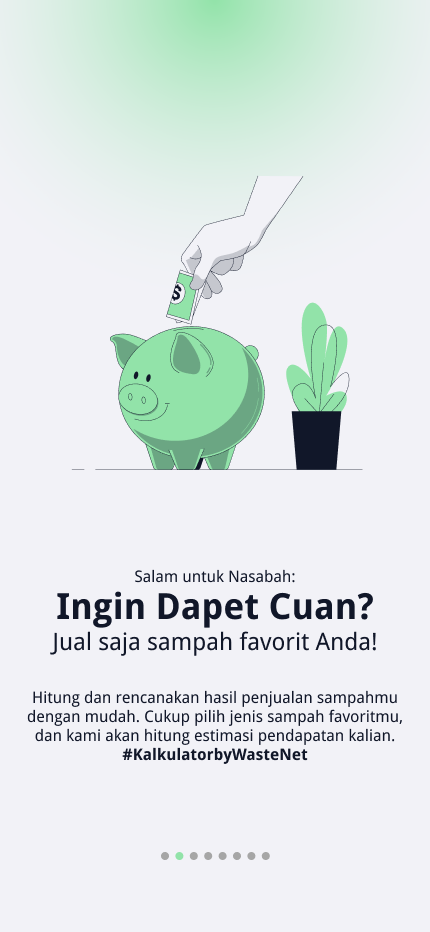 $
Salam untuk Nasabah:
Ingin Dapet Cuan?
Jual saja sampah favorit Anda!
Hitung dan rencanakan hasil penjualan sampahmu
dengan mudah. Cukup pilih jenis sampah favoritmu,
dan kami akan hitung estimasi pendapatan kalian.
#KalkulatorbyWasteNet